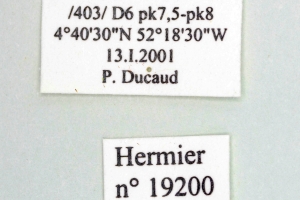 /403/ D6 pk7,5-pk8
4°40'30"N 52°18'30"W
13.I.2001
P. Ducaud
Hermier
n° 19200